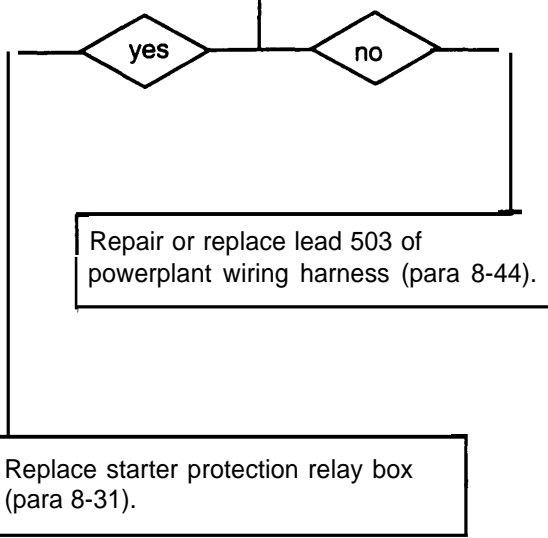 yes
no
Repair or replace lead 503 of
powerplant wiring harness (para 8-44).
Replace starter protection relay box
(para 8-31).